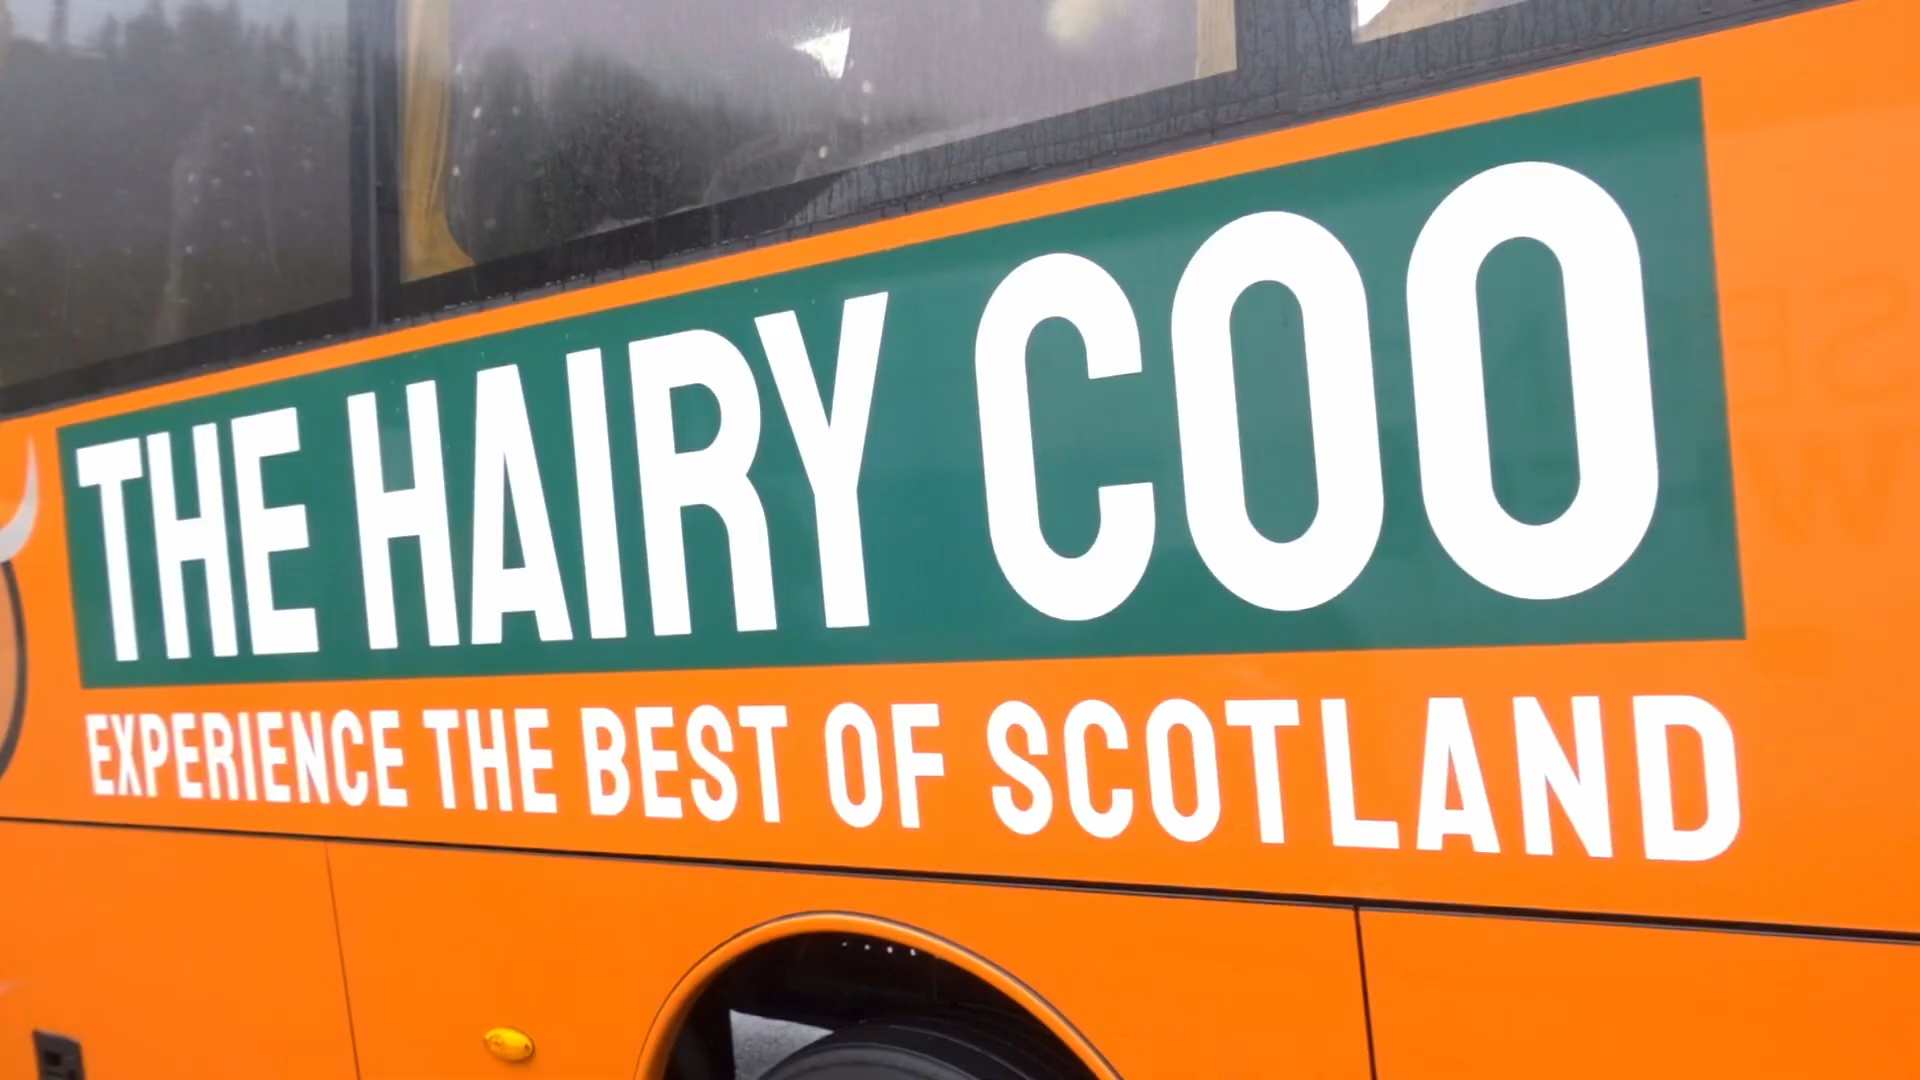 THE HAIRY COO
EXPERIENCE THE BEST OF SCOTLAND